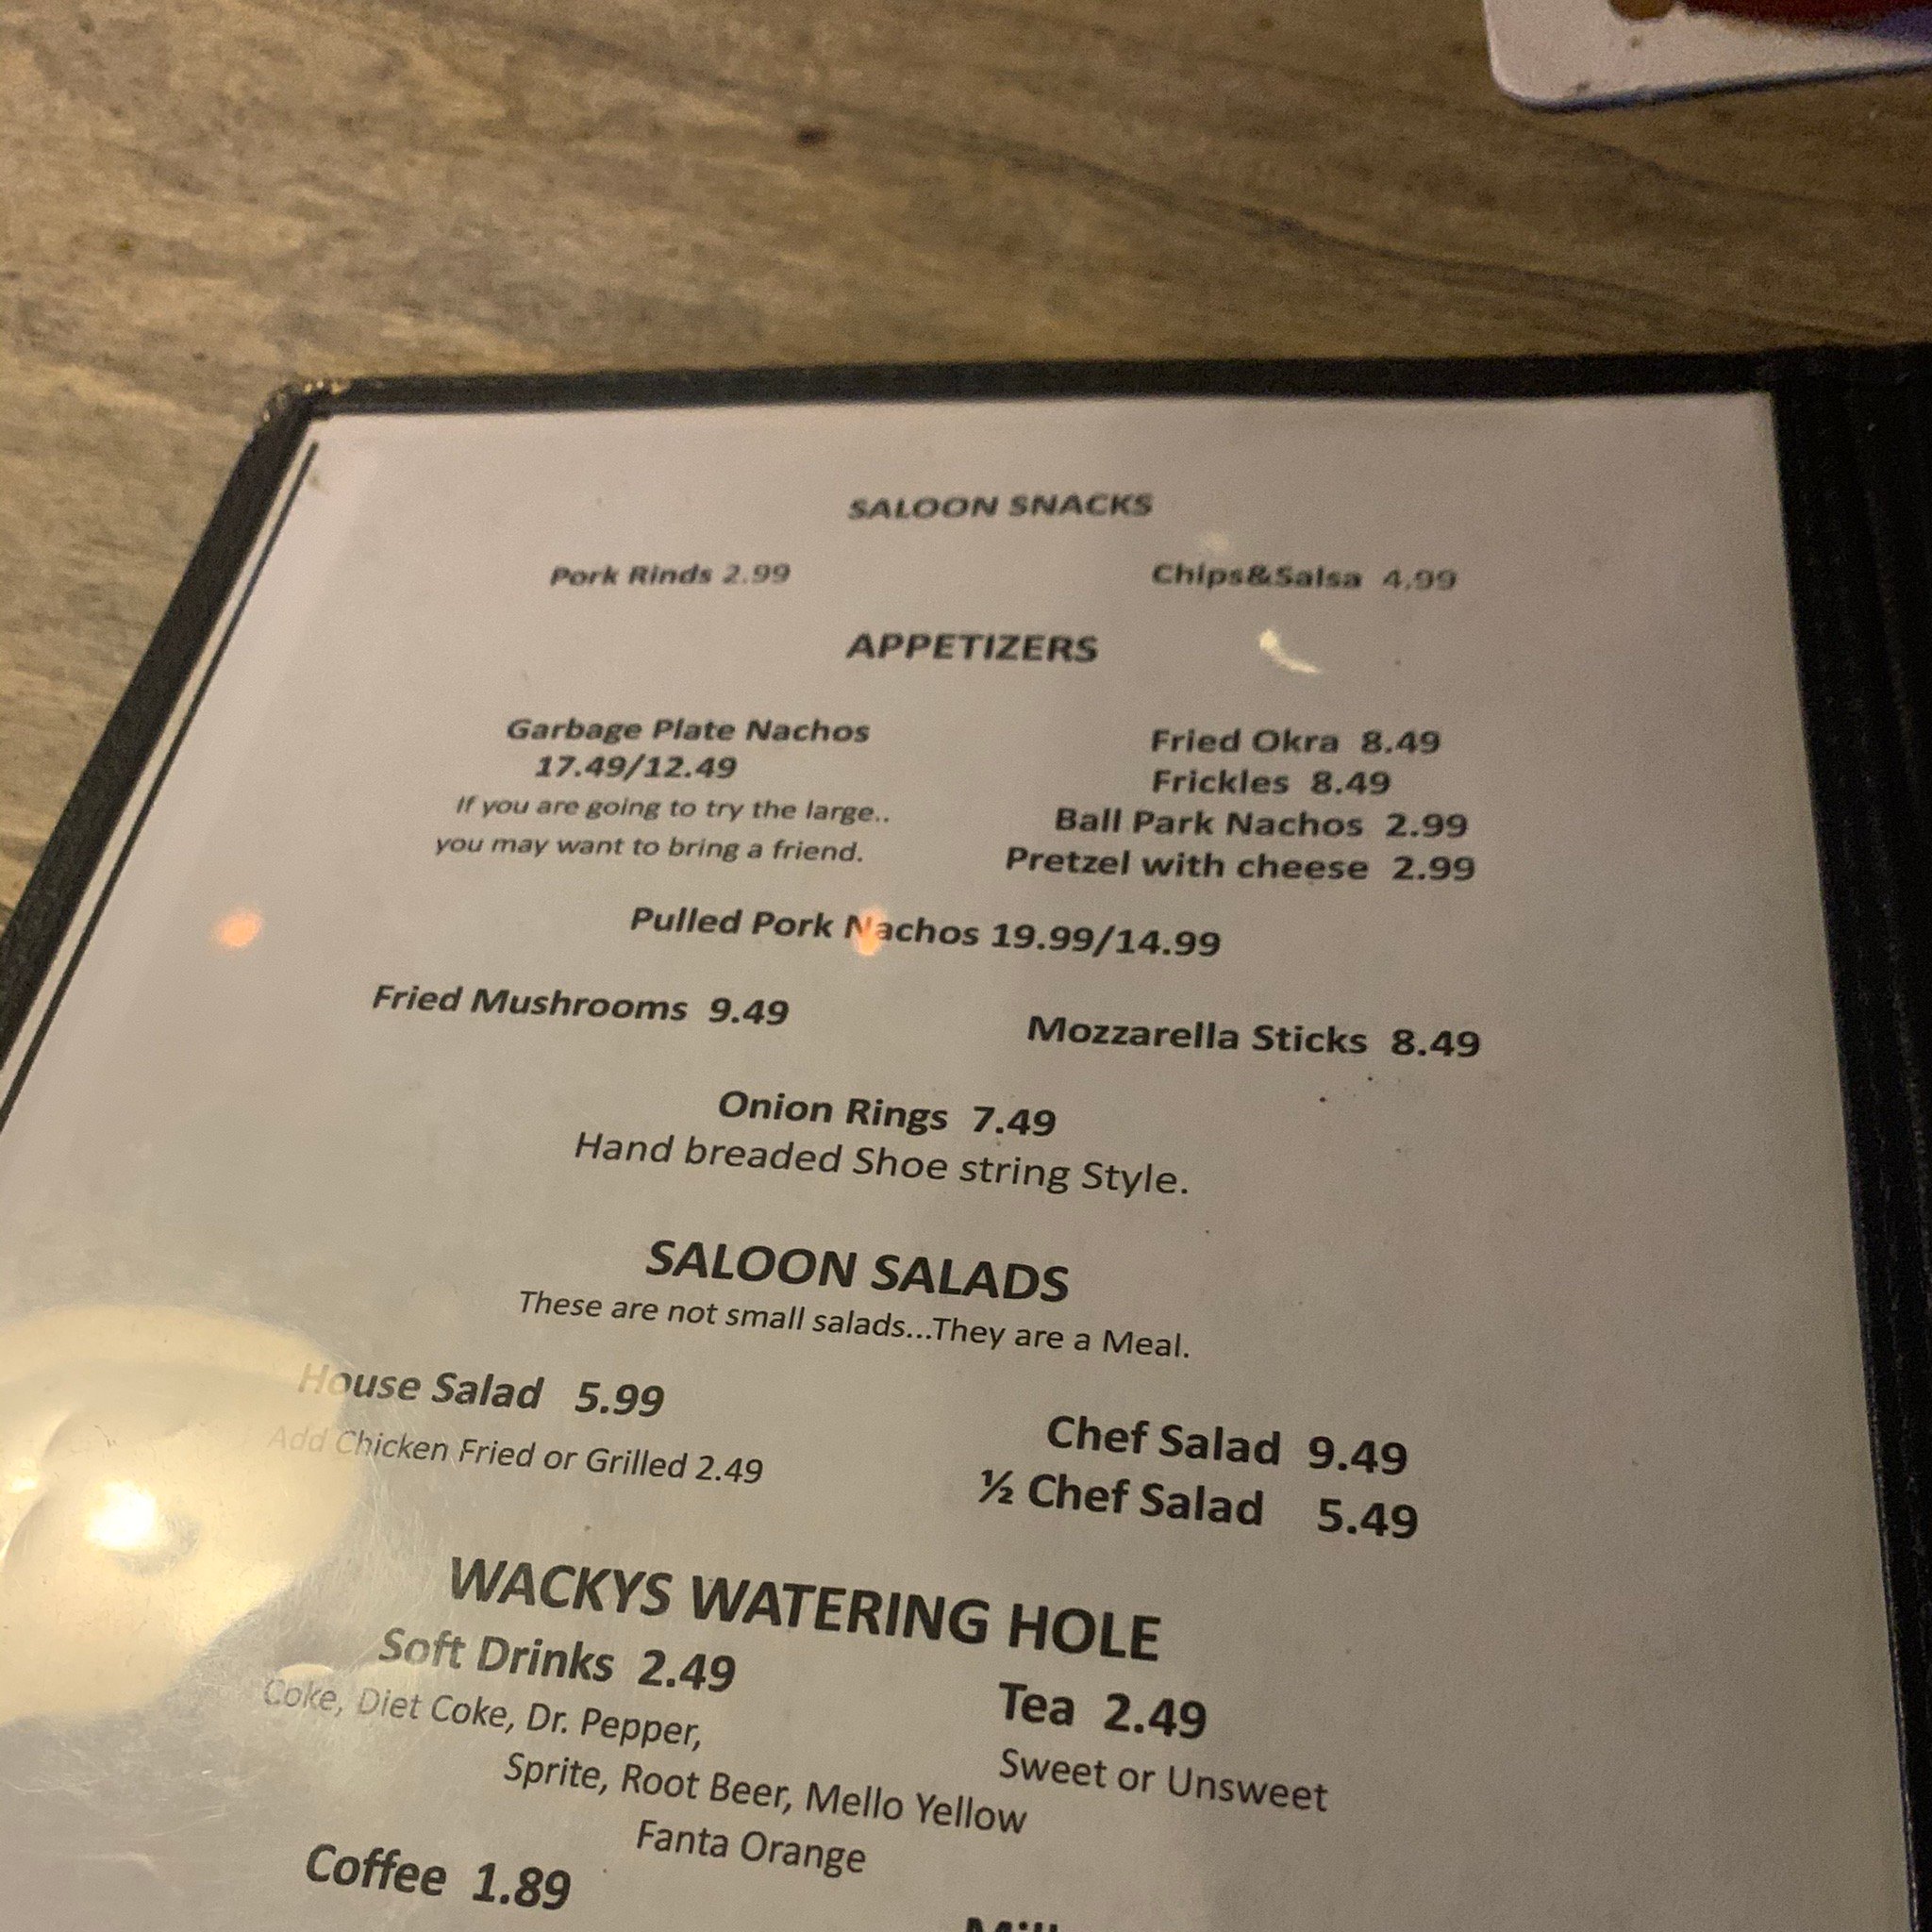 SALOON SNACKS
Pork Rinds 2.99
Chips&Salsa 4.99
APPETIZERS
Garbage Plate Nachos
17.49/12.49
If you are going to try the large..
you may want to bring a friend.
Fried Okra 8.49
Frickles 8.49
Ball Park Nachos 2.99
Pretzel with cheese 2.99
Pulled Pork Nachos 19.99/14.99
Fried Mushrooms 9.49
Mozzarella Sticks 8.49
Onion Rings 7.49
Hand breaded Shoe string Style.
SALOON SALADS
These are not small salads...They are a Meal.
House Salad 5.99
Add Chicken Fried or Grilled 2.49
Chef Salad 9.49
½ Chef Salad 5.49
WACKYS WATERING HOLE
Soft Drinks 2.49
Coke, Diet Coke, Dr. Pepper,
Sprite, Root Beer, Mello Yellow
Fanta Orange
Tea 2.49
Sweet or Unsweet
Coffee 1.89